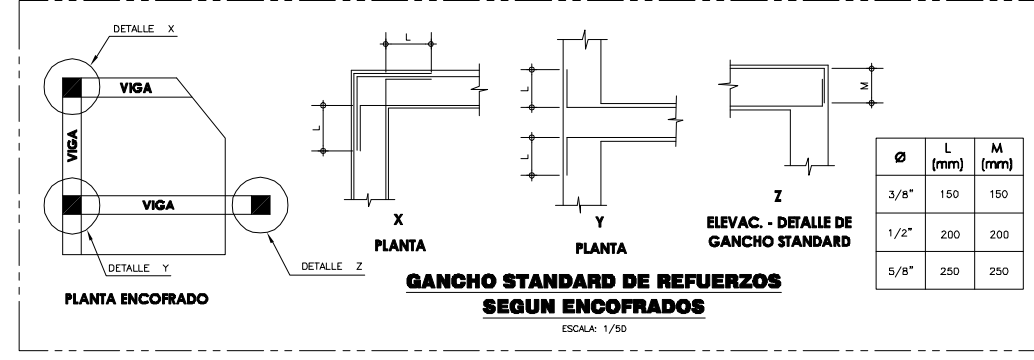 DETALLE X
VIGA
VIGA
VIGA
DETALLE Y
DETALLE Z
PLANTA ENCOFRADO
L
L
X
PLANTA
L
L
Y
PLANTA
M
Z
ELEVAC. - DETALLE DE
GANCHO STANDARD
GANCHO STANDARD DE REFUERZOS
SEGUN ENCOFRADOS
ESCALA: 1/50
Ø L (mm) M (mm)
3/8" 150 150
1/2" 200 200
5/8" 250 250